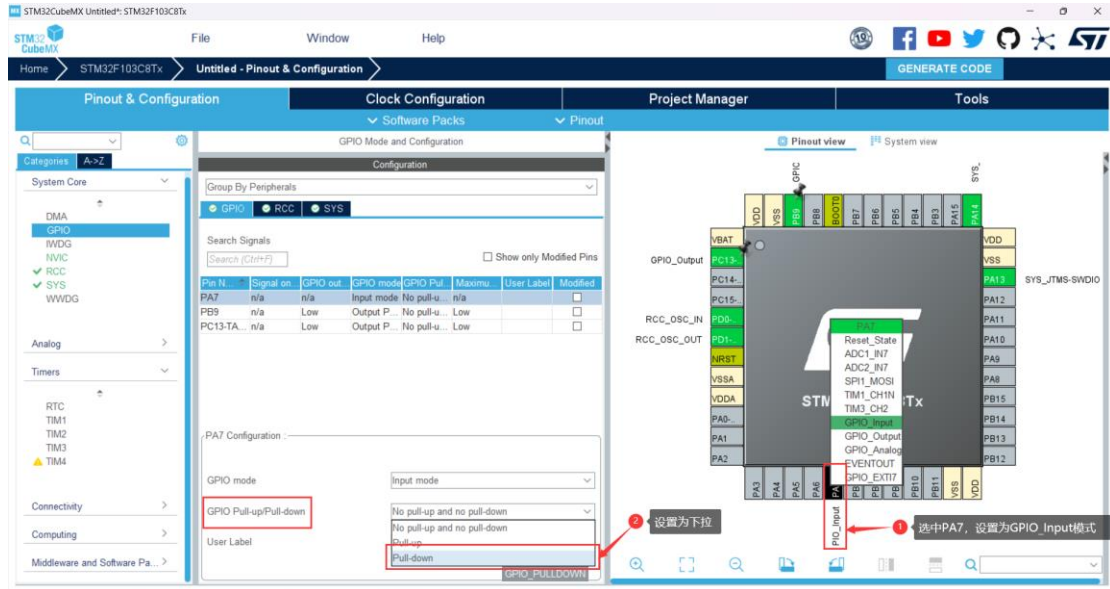 STM32CubeMX Untitled*: STM32F103C8Tx
STM32
CubeMX
File
Window
Help
Home
STM32F103C8Tx
Untitled - Pinout & Configuration
GENERATE CODE
Pinout & Configuration
Clock Configuration
Project Manager
Tools
Software Packs
Pinout
Categories
A->Z
System Core
DMA
GPIO
IWDG
NVIC
RCC
SYS
WWDG
Analog
Timers
RTC
TIM1
TIM2
TIM3
TIM4
Connectivity
Computing
Middleware and Software Pa...
GPIO Mode and Configuration
Configuration
Group By Peripherals
GPIO
RCC
SYS
Search Signals
Search (Ctrl+F)
Show only Modified Pins
Pin N... Signal on... GPIO out... GPIO mode GPIO Pul... Maximu... User Label Modified
PA7 n/a n/a Input mode No pull-u... n/a
PB9 n/a Low Output P... No pull-u... Low
PC13-TA... n/a Low Output P... No pull-u... Low
PA7 Configuration :
GPIO mode
Input mode
GPIO Pull-up/Pull-down
No pull-up and no pull-down
No pull-up and no pull-down
Pull-up
User Label
Pull-down
GPIO_PULLDOWN
2 设置为下拉
Pinout view
System view
GPIC
SYS_
VDD
VSS
PB9
PB8
BOOT0
PB7
PB6
PB5
PB4
PB3
PA15
PA14
VBAT
GPIO_Output
PC13-..
PC14-..
PC15-..
RCC_OSC_IN
PD0-..
RCC_OSC_OUT
PD1-..
NRST
VSSA
VDDA
PA0-..
PA1
PA2
VDD
VSS
PA13
SYS_JTMS-SWDIO
PA12
PA11
PA10
PA9
PA8
PB15
PB14
PB13
PB12
STM
Tx
PA7
Reset_State
ADC1_IN7
ADC2_IN7
SPI1_MOSI
TIM1_CH1N
TIM3_CH2
GPIO_Input
GPIO_Output
GPIO_Analog
EVENTOUT
GPIO_EXTI7
PA3
PA4
PA5
PA6
PA
PB
PB
PB
PB10
PB11
VSS
VDD
PIO_Input
1 选中PA7，设置为GPIO_Input模式